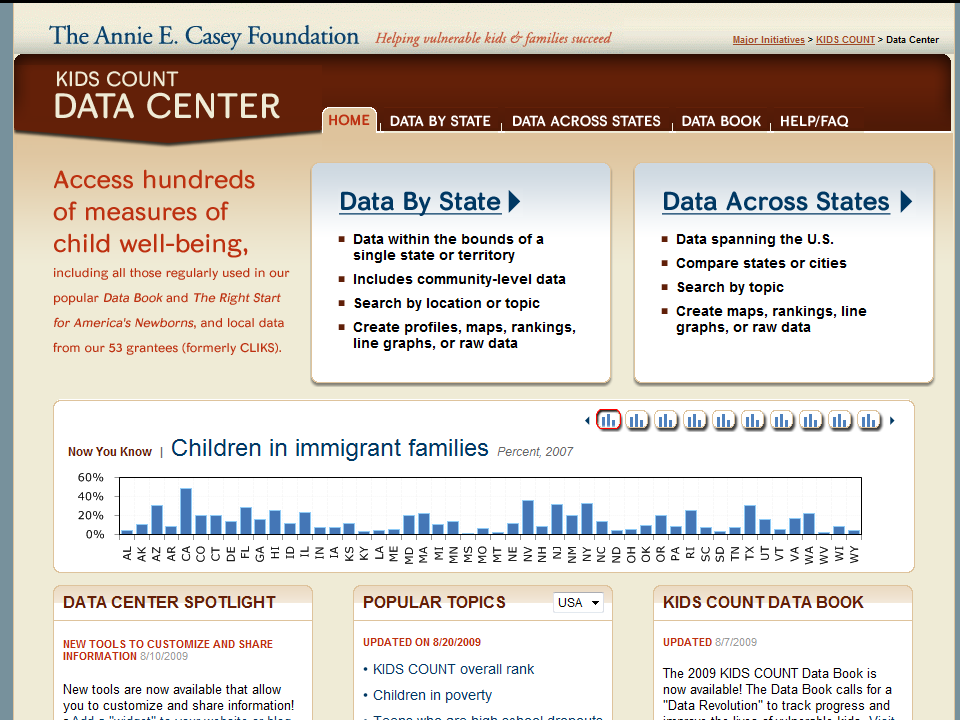 The Annie E. Casey Foundation Helping vulnerable kids & families succeed
Major Initiatives > KIDS COUNT > Data Center
KIDS COUNT
DATA CENTER
HOME DATA BY STATE DATA ACROSS STATES DATA BOOK HELP/FAQ
Access hundreds
of measures of
child well-being,
including all those regularly used in our
popular Data Book and The Right Start
for America's Newborns, and local data
from our 53 grantees (formerly CLIKS).
Data By State
Data within the bounds of a
single state or territory
Includes community-level data
Search by location or topic
Create profiles, maps, rankings,
line graphs, or raw data
Data Across States
Data spanning the U.S.
Compare states or cities
Search by topic
Create maps, rankings, line
graphs, or raw data
Now You Know | Children in immigrant families Percent, 2007
60%
40%
20%
0%
AL AK AZ AR CA CO CT DE FL GA HI ID IL IN IA KS KY LA ME MD MA MI MN MS MO MT NE NV NH NJ NM NY NC ND OH OK OR PA RI SC SD TN TX UT VT VA WA WV WI WY
DATA CENTER SPOTLIGHT
NEW TOOLS TO CUSTOMIZE AND SHARE
INFORMATION 8/10/2009
New tools are now available that allow
you to customize and share information!
Add a "widget" to your website or blog
POPULAR TOPICS USA
UPDATED ON 8/20/2009
• KIDS COUNT overall rank
• Children in poverty
• Teens who are high school dropouts
KIDS COUNT DATA BOOK
UPDATED 8/7/2009
The 2009 KIDS COUNT Data Book is
now available! The Data Book calls for a
"Data Revolution" to track progress and
improve the lives of vulnerable kids. Visit